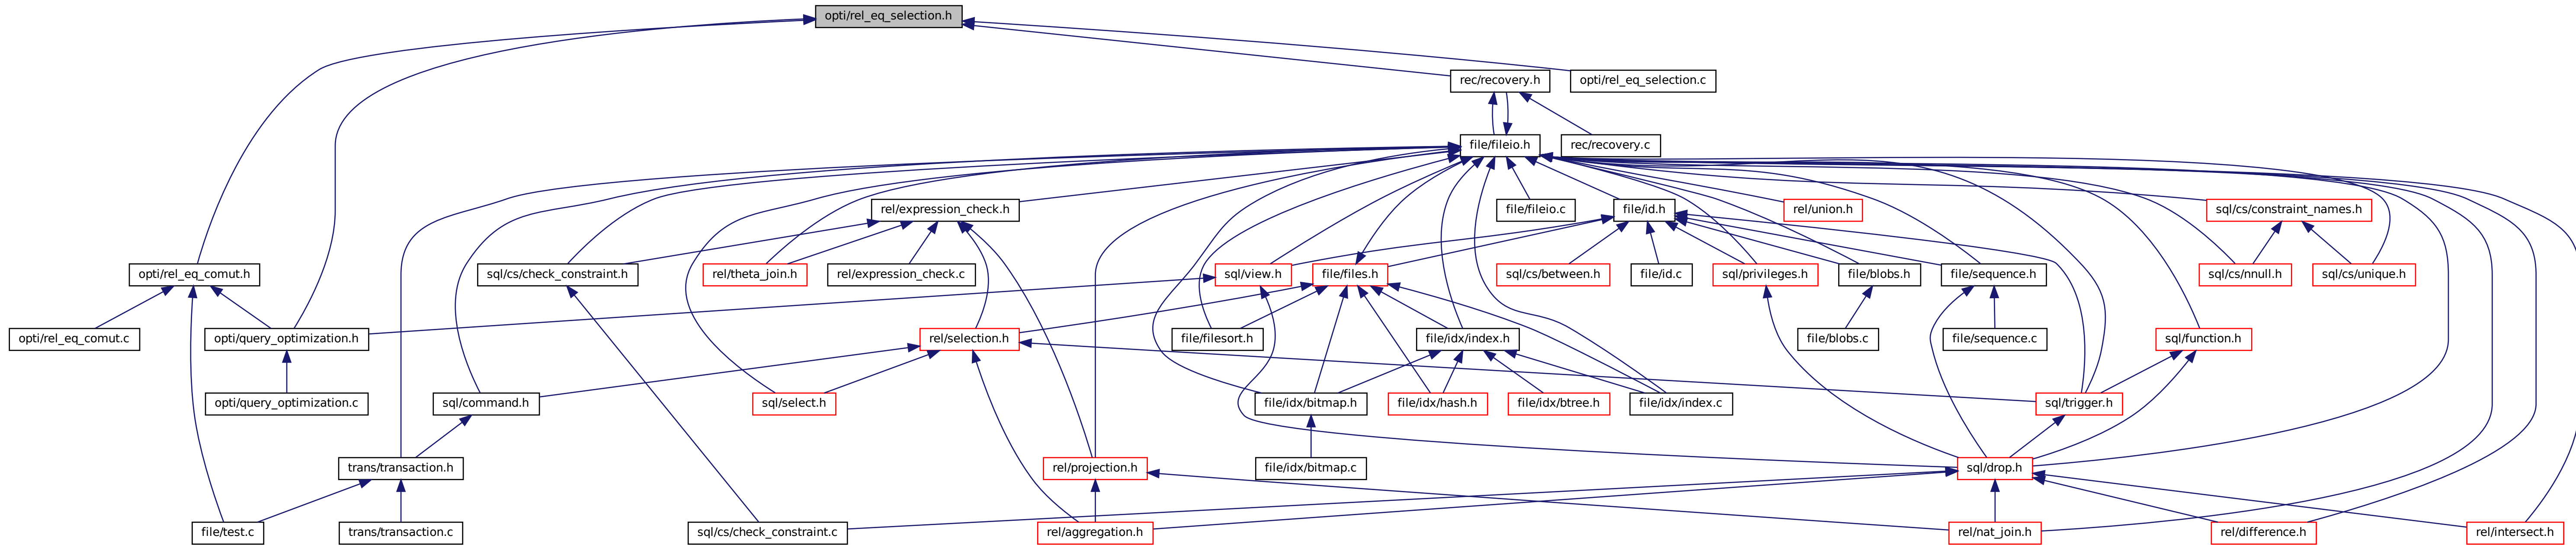 opti/rel_eq_selection.h
rec/recovery.h
opti/rel_eq_selection.c
file/fileio.h
rec/recovery.c
rel/expression_check.h
file/fileio.c
file/id.h
rel/union.h
sql/cs/constraint_names.h
opti/rel_eq_comut.h
sql/cs/check_constraint.h
rel/theta_join.h
rel/expression_check.c
sql/view.h
file/files.h
sql/cs/between.h
file/id.c
sql/privileges.h
file/blobs.h
file/sequence.h
sql/cs/nnull.h
sql/cs/unique.h
opti/rel_eq_comut.c
opti/query_optimization.h
rel/selection.h
file/filesort.h
file/idx/index.h
file/blobs.c
file/sequence.c
sql/function.h
opti/query_optimization.c
sql/command.h
sql/select.h
file/idx/bitmap.h
file/idx/hash.h
file/idx/btree.h
file/idx/index.c
sql/trigger.h
trans/transaction.h
rel/projection.h
file/idx/bitmap.c
sql/drop.h
file/test.c
trans/transaction.c
sql/cs/check_constraint.c
rel/aggregation.h
rel/nat_join.h
rel/difference.h
rel/intersect.h